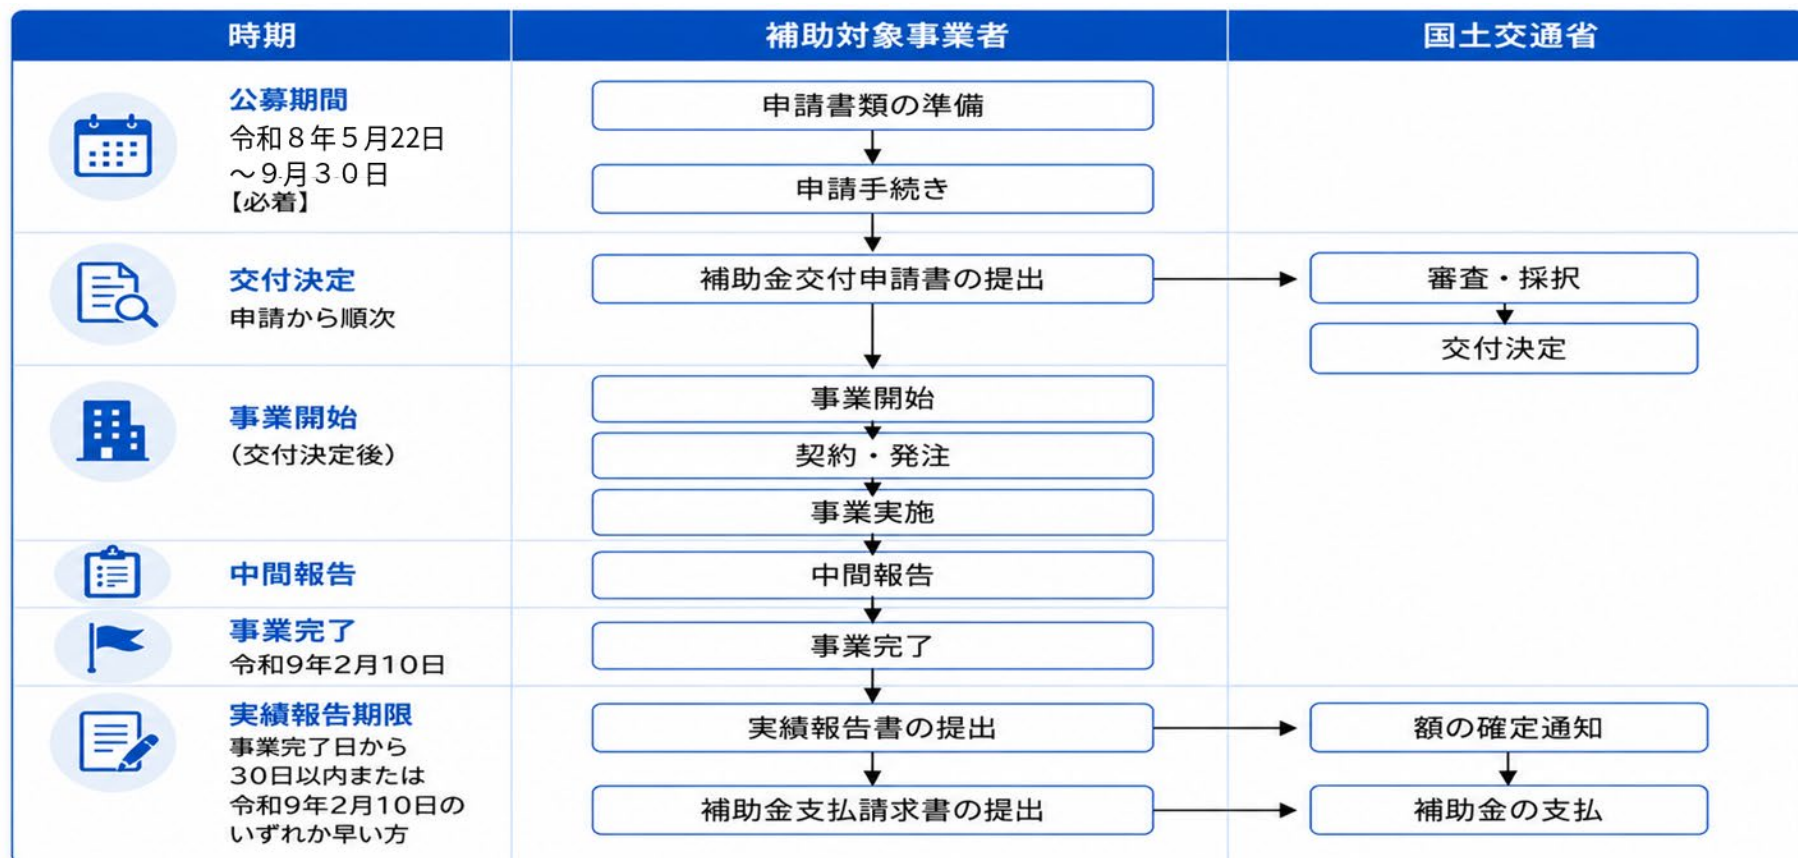 時期
補助対象事業者
国土交通省
公募期間
令和８年５月22日
～９月３０日
【必着】
申請書類の準備
申請手続き
交付決定
申請から順次
補助金交付申請書の提出
審査・採択
交付決定
事業開始
（交付決定後）
事業開始
契約・発注
事業実施
中間報告
中間報告
事業完了
令和9年2月10日
事業完了
実績報告期限
事業完了日から
30日以内または
令和9年2月10日の
いずれか早い方
実績報告書の提出
額の確定通知
補助金支払請求書の提出
補助金の支払